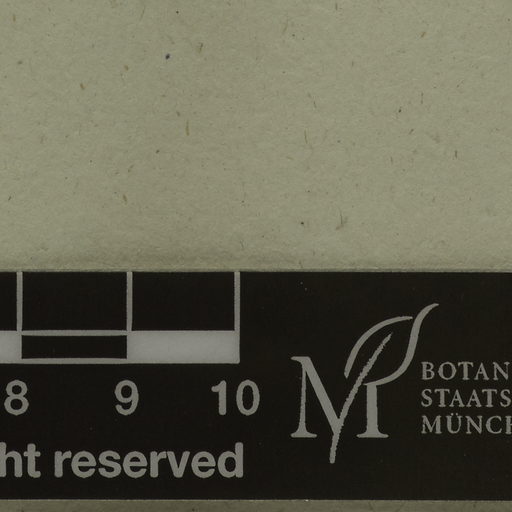 8 9 10
ht reserved
M
BOTAN
STAATS
MÜNCH